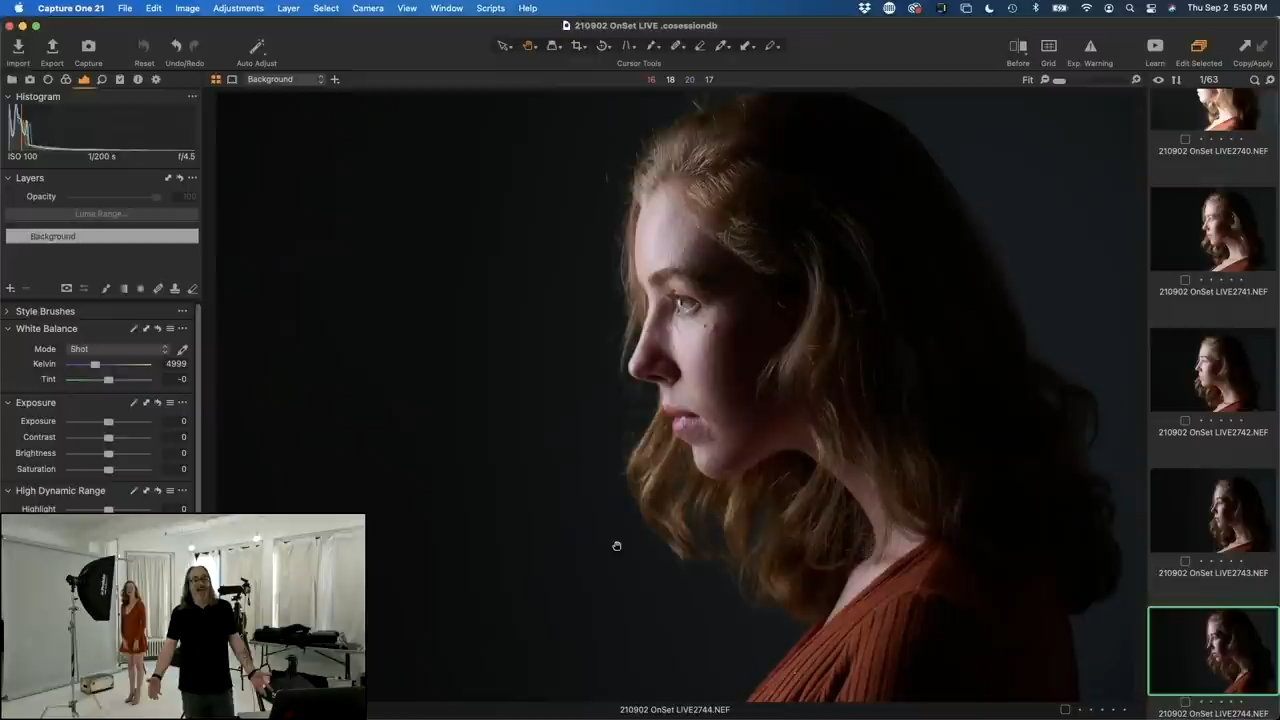 Capture One 21 File Edit Image Adjustments Layer Select Camera View Window Scripts Help Thu Sep 2 5:50 PM
210902 OnSet LIVE .cosessiondb
Import Export Capture Reset Undo/Redo Auto Adjust Cursor Tools Before Grid Exp. Warning Learn Edit Selected Copy/Apply
Background 16 18 20 17 Fit 1/63
Histogram
ISO 100 1/200 s f/4.5
Layers
Opacity 100
Luma Range...
Background
Style Brushes
White Balance
Mode Shot
Kelvin 4999
Tint -0
Exposure
Exposure 0
Contrast 0
Brightness 0
Saturation 0
High Dynamic Range
Highlight 0
210902 OnSet LIVE2744.NEF
210902 OnSet LIVE2740.NEF
210902 OnSet LIVE2741.NEF
210902 OnSet LIVE2742.NEF
210902 OnSet LIVE2743.NEF
210902 OnSet LIVE2744.NEF